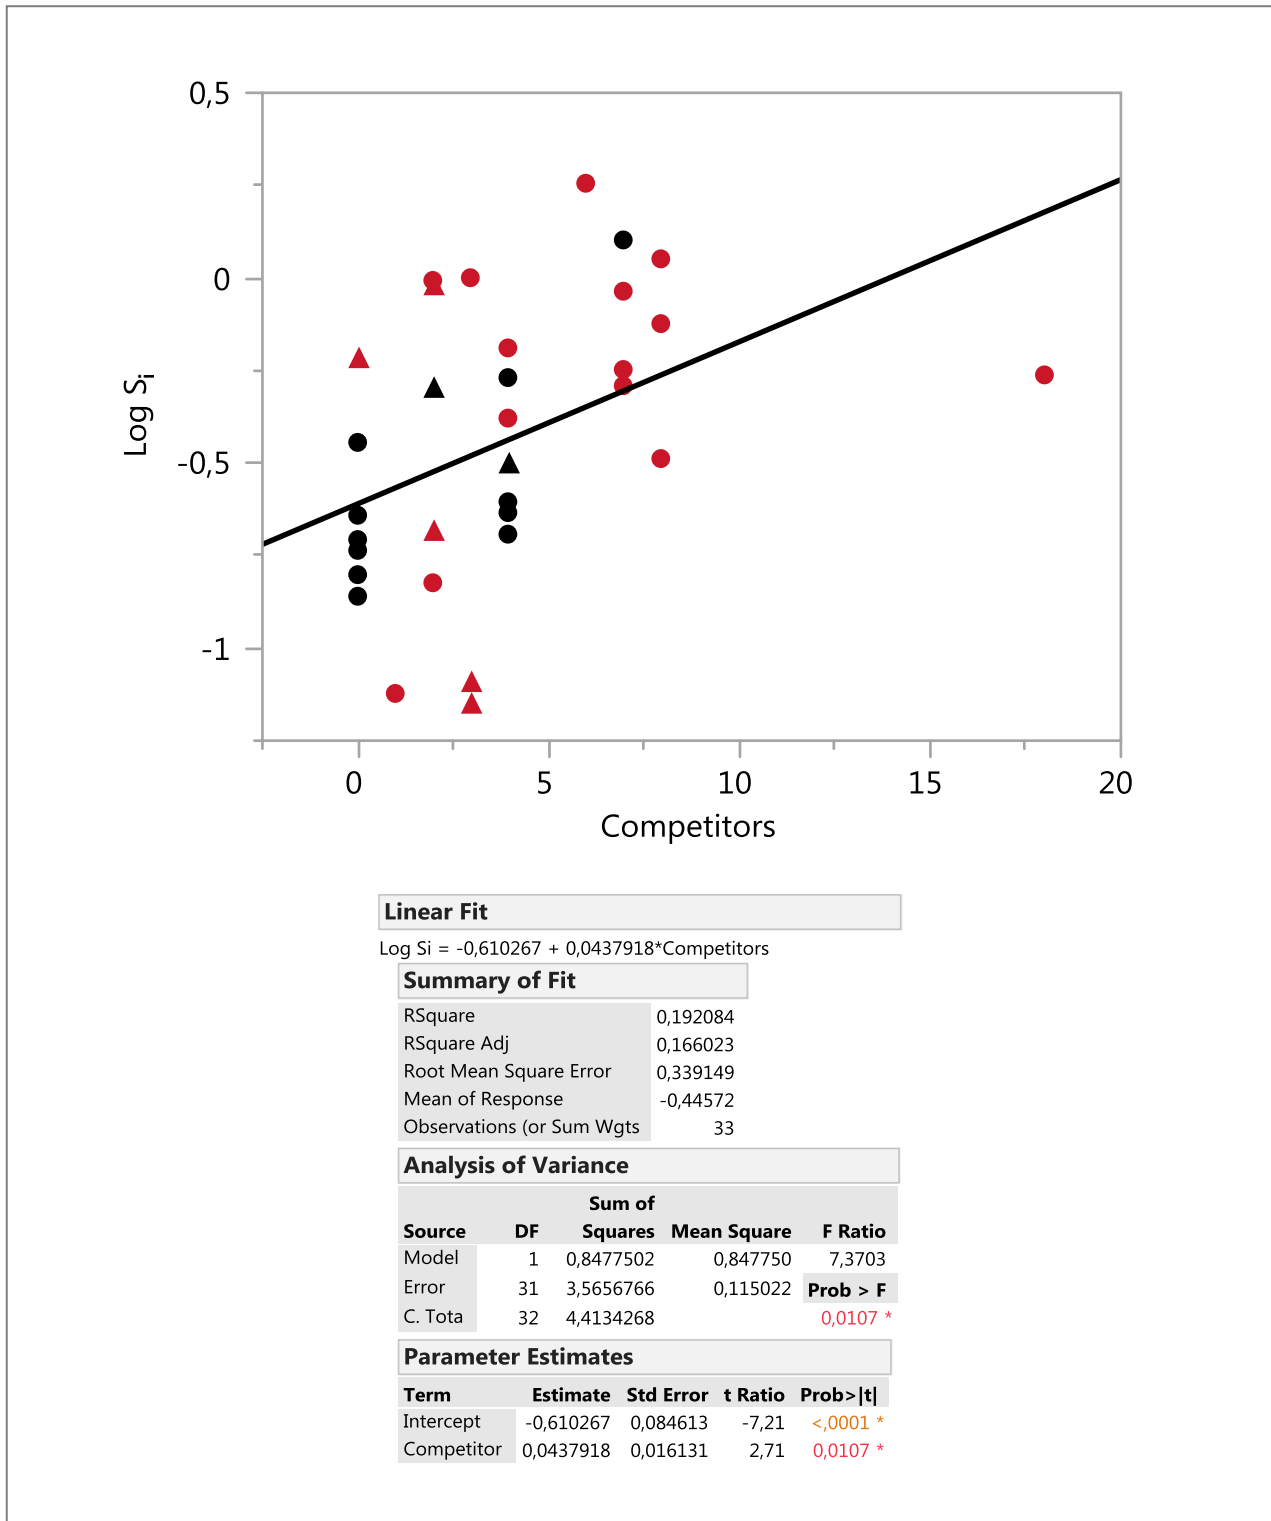 0,5
0
-0,5
-1
Log Si
0 5 10 15 20
Competitors
Linear Fit
Log Si = -0,610267 + 0,0437918*Competitors
Summary of Fit
RSquare 0,192084
RSquare Adj 0,166023
Root Mean Square Error 0,339149
Mean of Response -0,44572
Observations (or Sum Wgts 33
Analysis of Variance
Sum of
Source DF Squares Mean Square F Ratio
Model 1 0,8477502 0,847750 7,3703
Error 31 3,5656766 0,115022 Prob > F
C. Tota 32 4,4134268 0,0107 *
Parameter Estimates
Term Estimate Std Error t Ratio Prob>|t|
Intercept -0,610267 0,084613 -7,21 <,0001 *
Competitor 0,0437918 0,016131 2,71 0,0107 *